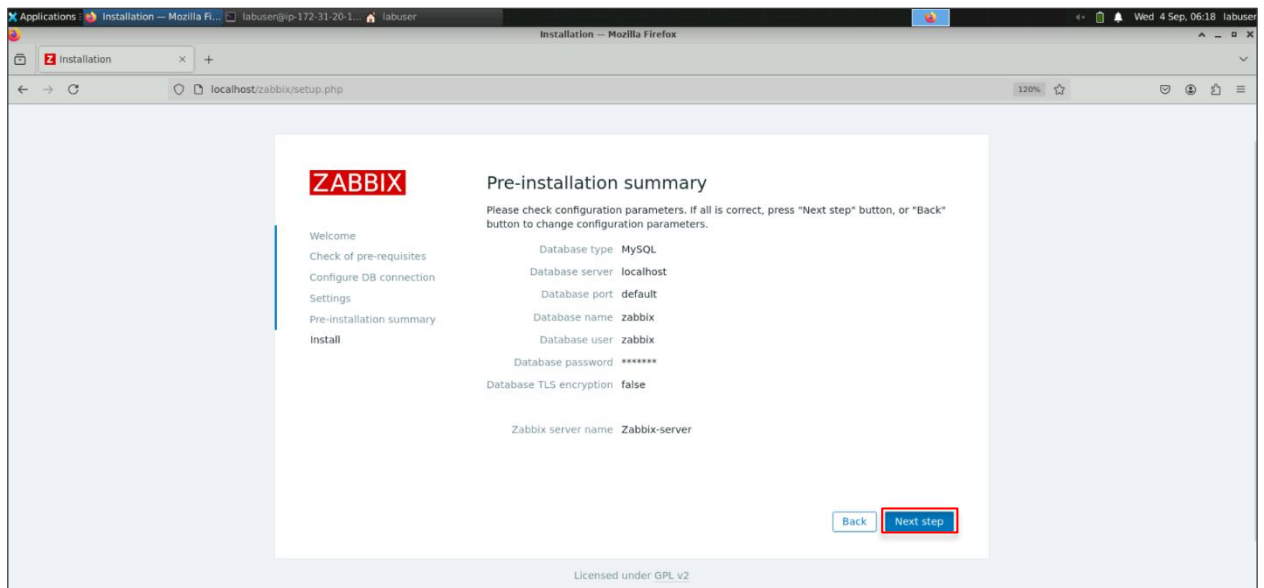 Applications
Installation — Mozilla Fi...
labuser@ip-172-31-20-1...
labuser
Wed 4 Sep, 06:18 labuser
Installation — Mozilla Firefox
Z Installation
localhost/zabbix/setup.php
120%
ZABBIX
Welcome
Check of pre-requisites
Configure DB connection
Settings
Pre-installation summary
Install
Pre-installation summary
Please check configuration parameters. If all is correct, press "Next step" button, or "Back"
button to change configuration parameters.
Database type MySQL
Database server localhost
Database port default
Database name zabbix
Database user zabbix
Database password *******
Database TLS encryption false
Zabbix server name Zabbix-server
Back
Next step
Licensed under GPL v2